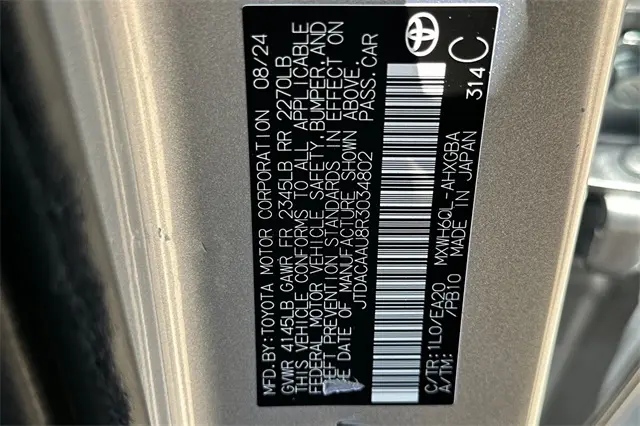 MFD.BY:TOYOTA MOTOR CORPORATION 08/24
GVWR 4145LB GAWR FR 2345LB RR 2270LB
THIS VEHICLE CONFORMS TO ALL APPLICABLE
FEDERAL MOTOR VEHICLE SAFETY, BUMPER, AND
THEFT PREVENTION STANDARDS IN EFFECT ON
THE DATE OF MANUFACTURE SHOWN ABOVE.
JTDACAAU8R3034802 PASS.CAR
C/TR:1L0/EA20 MXWH60L-AHXGBA
A/TM: /PB10 MADE IN JAPAN
314 C